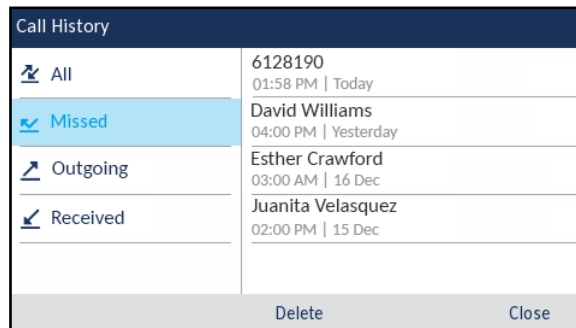 Call History
All
Missed
Outgoing
Received
6128190
01:58 PM | Today
David Williams
04:00 PM | Yesterday
Esther Crawford
03:00 AM | 16 Dec
Juanita Velasquez
02:00 PM | 15 Dec
Delete
Close